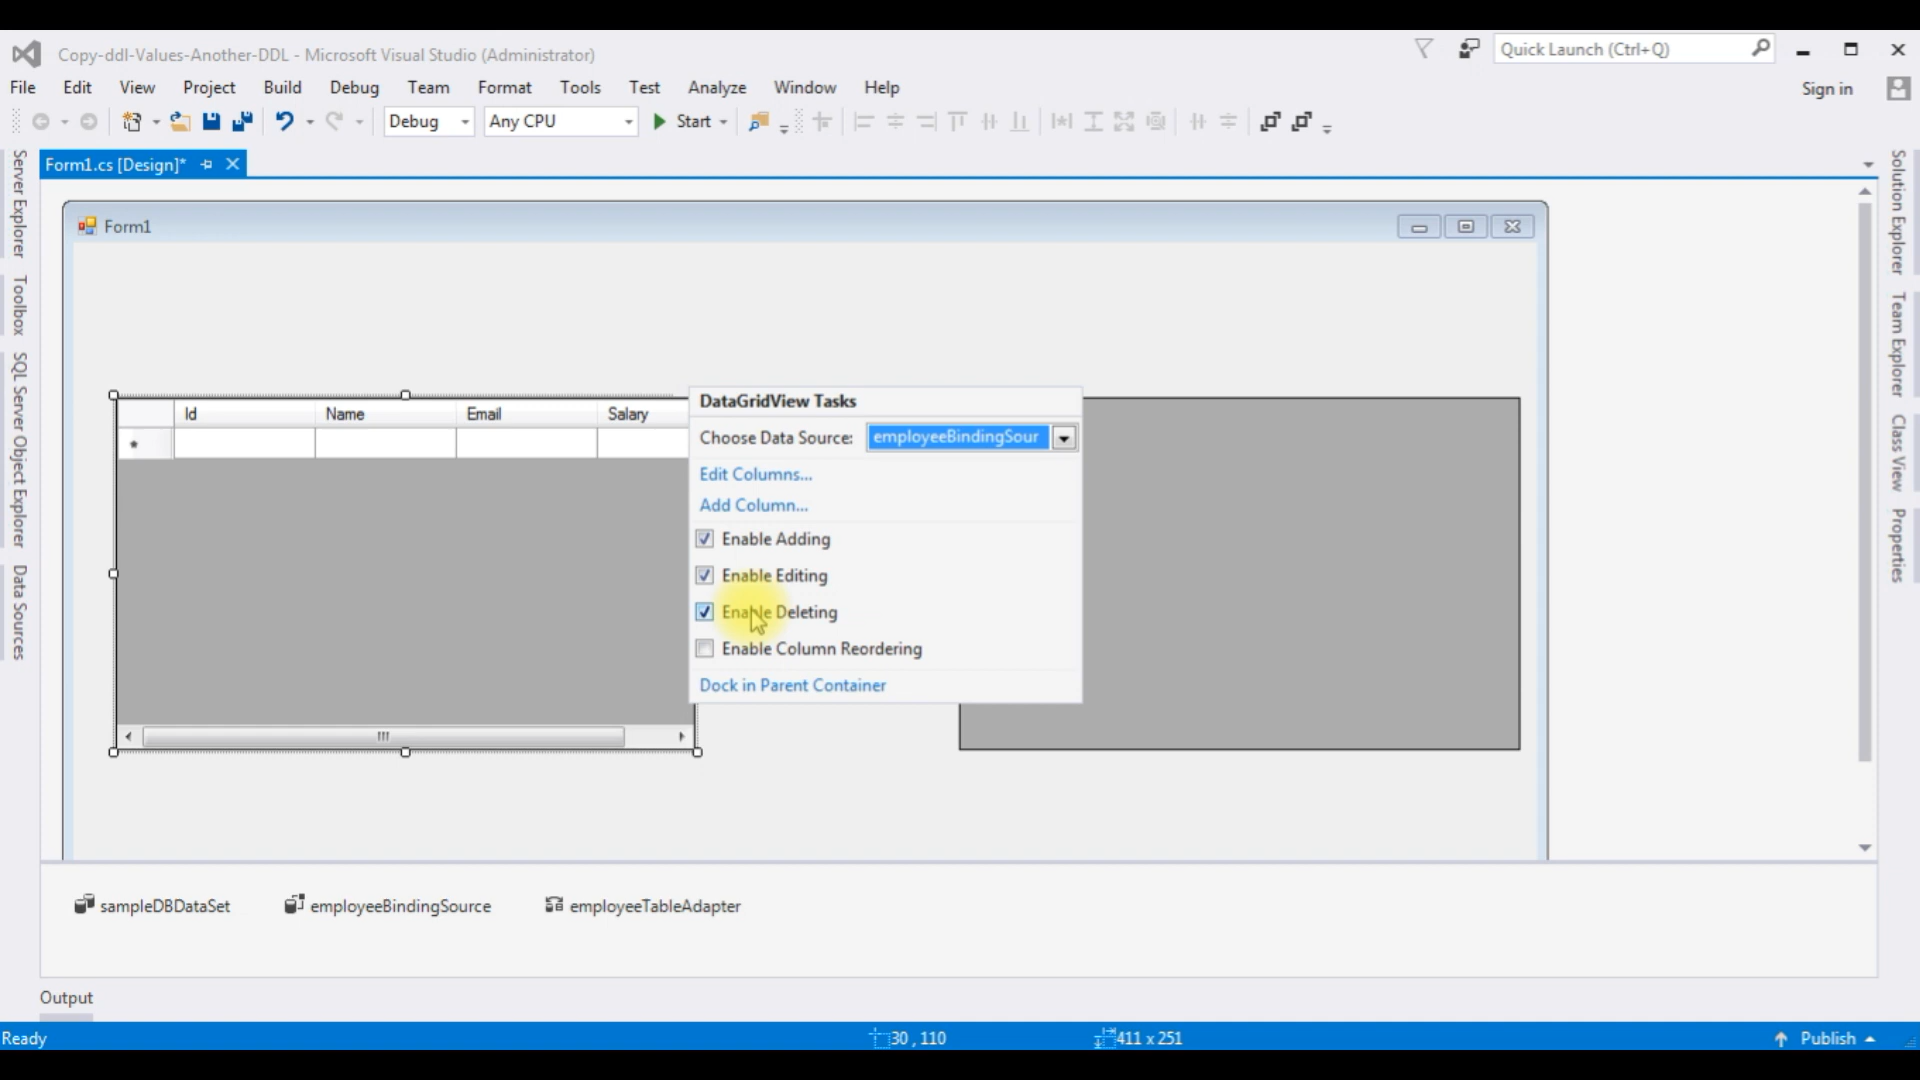 Copy-ddl-Values-Another-DDL - Microsoft Visual Studio (Administrator)
Quick Launch (Ctrl+Q)
File Edit View Project Build Debug Team Format Tools Test Analyze Window Help
Sign in
Debug Any CPU Start
Form1.cs [Design]*
Server Explorer
Toolbox
SQL Server Object Explorer
Data Sources
Form1
Id Name Email Salary
*
DataGridView Tasks
Choose Data Source: employeeBindingSour
Edit Columns...
Add Column...
Enable Adding
Enable Editing
Enable Deleting
Enable Column Reordering
Dock in Parent Container
Solution Explorer
Team Explorer
Class View
Properties
sampleDBDataSet employeeBindingSource employeeTableAdapter
Output
Ready 30 , 110 411 x 251 Publish